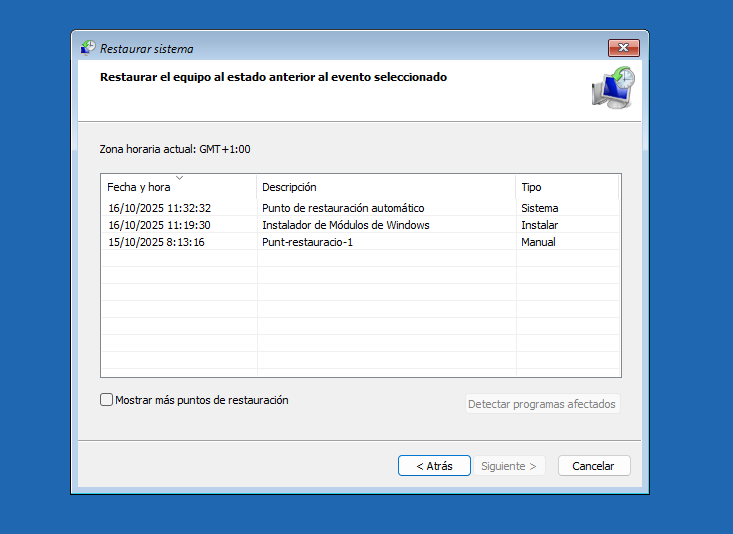 Restaurar sistema
Restaurar el equipo al estado anterior al evento seleccionado
Zona horaria actual: GMT+1:00
Fecha y hora Descripción Tipo
16/10/2025 11:32:32 Punto de restauración automático Sistema
16/10/2025 11:19:30 Instalador de Módulos de Windows Instalar
15/10/2025 8:13:16 Punt-restauracio-1 Manual
Mostrar más puntos de restauración
Detectar programas afectados
< Atrás Siguiente > Cancelar